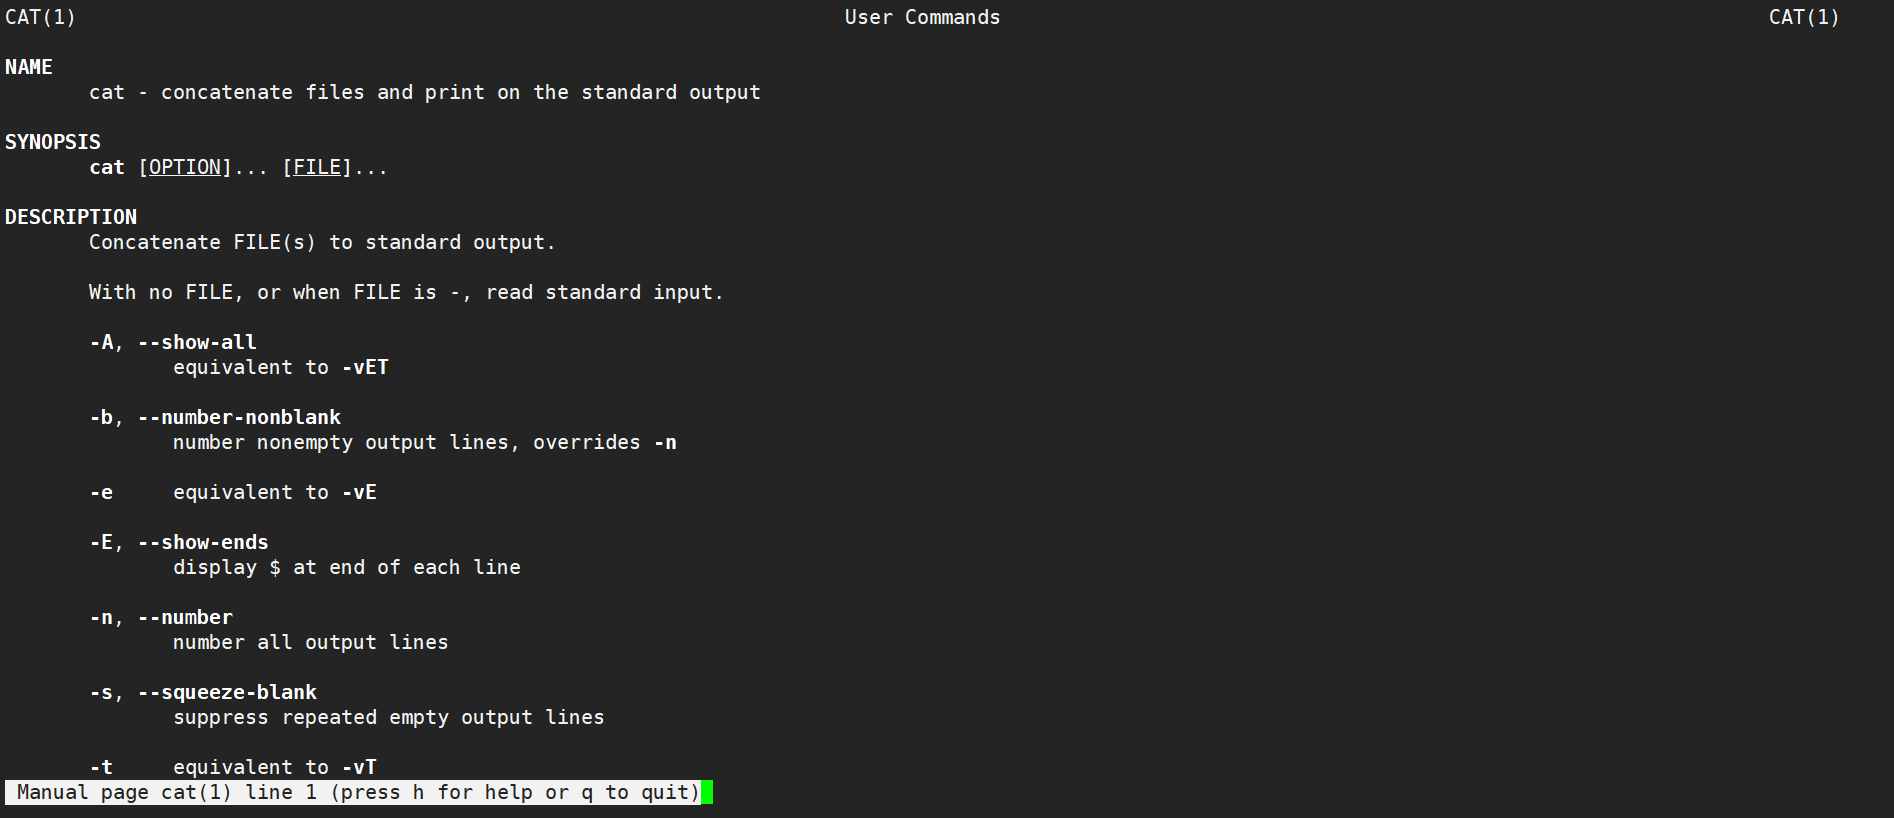 CAT(1) User Commands CAT(1)
NAME
cat - concatenate files and print on the standard output
SYNOPSIS
cat [OPTION]... [FILE]...
DESCRIPTION
Concatenate FILE(s) to standard output.
With no FILE, or when FILE is -, read standard input.
-A, --show-all
equivalent to -vET
-b, --number-nonblank
number nonempty output lines, overrides -n
-e equivalent to -vE
-E, --show-ends
display $ at end of each line
-n, --number
number all output lines
-s, --squeeze-blank
suppress repeated empty output lines
-t equivalent to -vT
Manual page cat(1) line 1 (press h for help or q to quit)